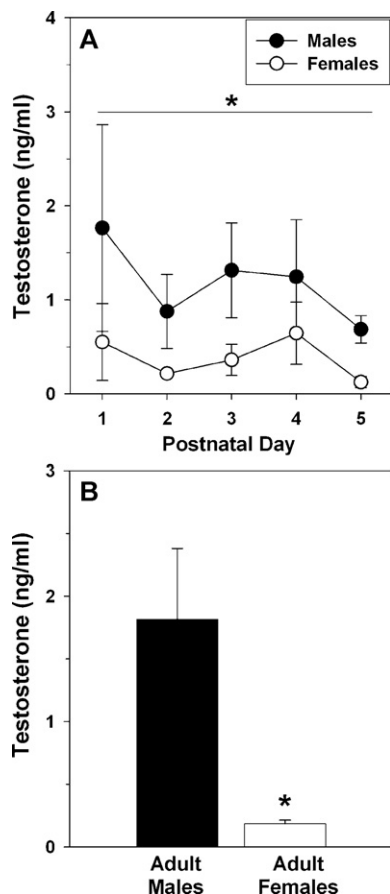 A
Males
Females
*
4
3
2
1
0
Testosterone (ng/ml)
1 2 3 4 5
Postnatal Day
B
3
2
1
0
Testosterone (ng/ml)
*
Adult Adult
Males Females